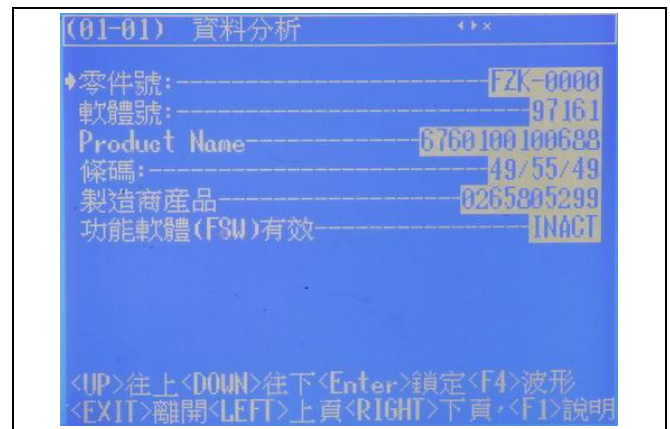 (01-01) 資料分析
零件號:------------------------FZK-0000
軟體號:------------------------97161
Product Name----------------6760100100688
條碼:------------------------49/55/49
製造商產品--------------------0265805299
功能軟體(FSW)有效----------------INACT
<UP>往上<DOWN>往下<Enter>鎖定<F4>波形
<EXIT>離開<LEFT>上頁<RIGHT>下頁,<F1>說明